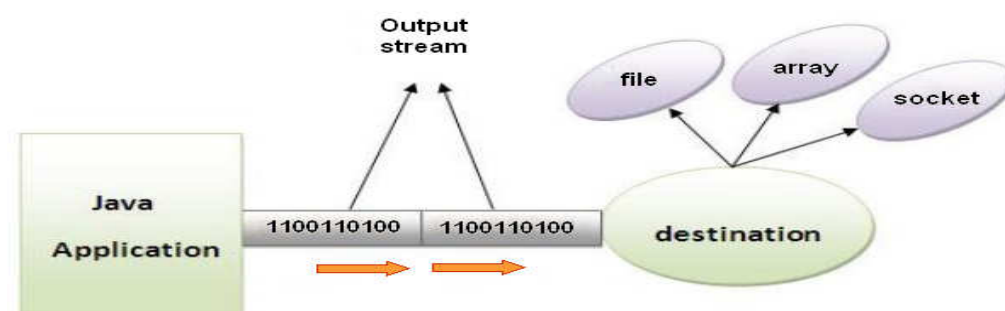 Output
stream
file
array
socket
Java
Application
1100110100
1100110100
destination